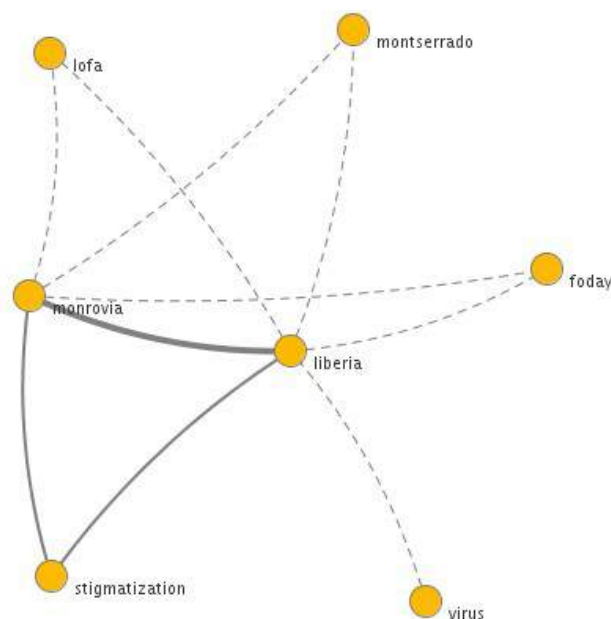 montserrado
lofa
foday
monrovia
liberia
stigmatization
virus